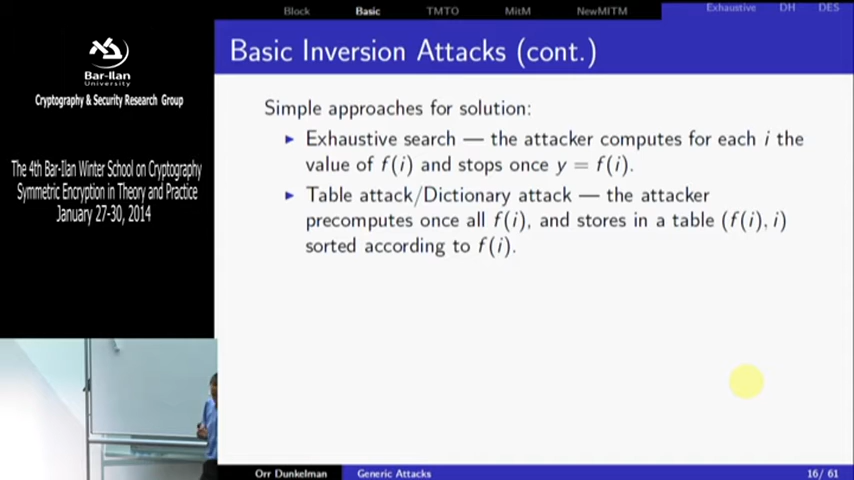 Block Basic TMTO MitM NewMITM Exhaustive DH DES
Basic Inversion Attacks (cont.)
Bar-Ilan
University
Cryptography & Security Research Group
The 4th Bar-Ilan Winter School on Cryptography
Symmetric Encryption in Theory and Practice
January 27-30, 2014
Simple approaches for solution:
► Exhaustive search — the attacker computes for each i the
value of f(i) and stops once y = f(i).
► Table attack/Dictionary attack — the attacker
precomputes once all f(i), and stores in a table (f(i), i)
sorted according to f(i).
Orr Dunkelman Generic Attacks 16/ 61